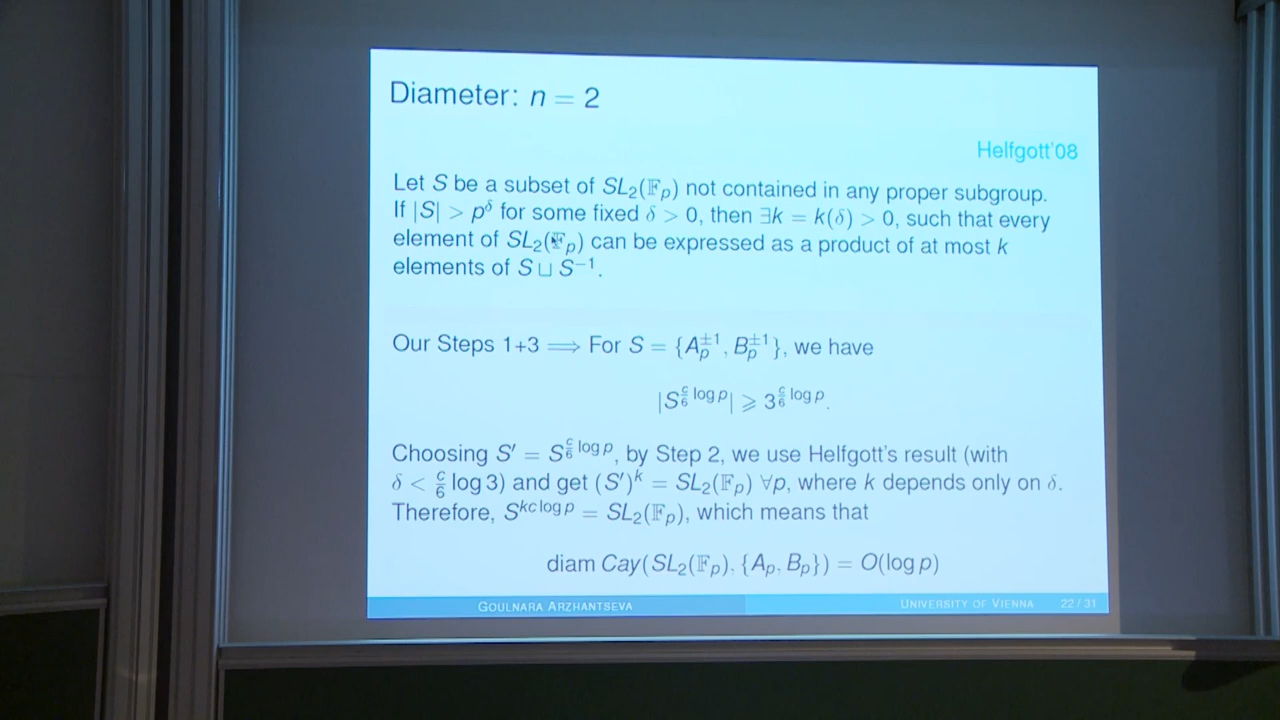 Diameter: n = 2
Helfgott'08
Let S be a subset of SL₂(𝔽ₚ) not contained in any proper subgroup.
If |S| > p^δ for some fixed δ > 0, then ∃k = k(δ) > 0, such that every
element of SL₂(𝔽ₚ) can be expressed as a product of at most k
elements of S ⊔ S⁻¹.
Our Steps 1+3 ⟹ For S = {Aₚ^±1, Bₚ^±1}, we have
|S^{c/6 log p}| ⩾ 3^{c/6 log p}.
Choosing S′ = S^{c/6 log p}, by Step 2, we use Helfgott's result (with
δ < c/6 log 3) and get (S′)^k = SL₂(𝔽ₚ) ∀p, where k depends only on δ.
Therefore, S^{kc log p} = SL₂(𝔽ₚ), which means that
diam Cay(SL₂(𝔽ₚ), {Aₚ, Bₚ}) = O(log p)
GOULNARA ARZHANTSEVA UNIVERSITY OF VIENNA 22 / 31